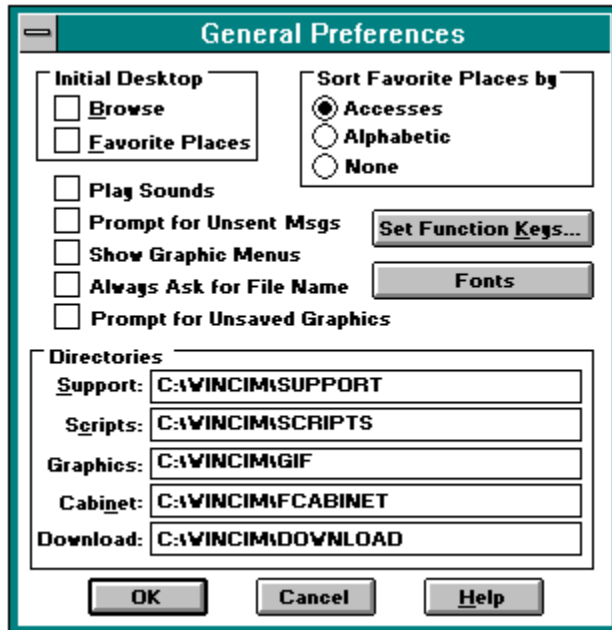 General Preferences
Initial Desktop
Browse
Favorite Places
Sort Favorite Places by
Accesses
Alphabetic
None
Play Sounds
Prompt for Unsent Msgs
Show Graphic Menus
Always Ask for File Name
Prompt for Unsaved Graphics
Set Function Keys...
Fonts
Directories
Support: C:\WINCIM\SUPPORT
Scripts: C:\WINCIM\SCRIPTS
Graphics: C:\WINCIM\GIF
Cabinet: C:\WINCIM\FCABINET
Download: C:\WINCIM\DOWNLOAD
OK
Cancel
Help